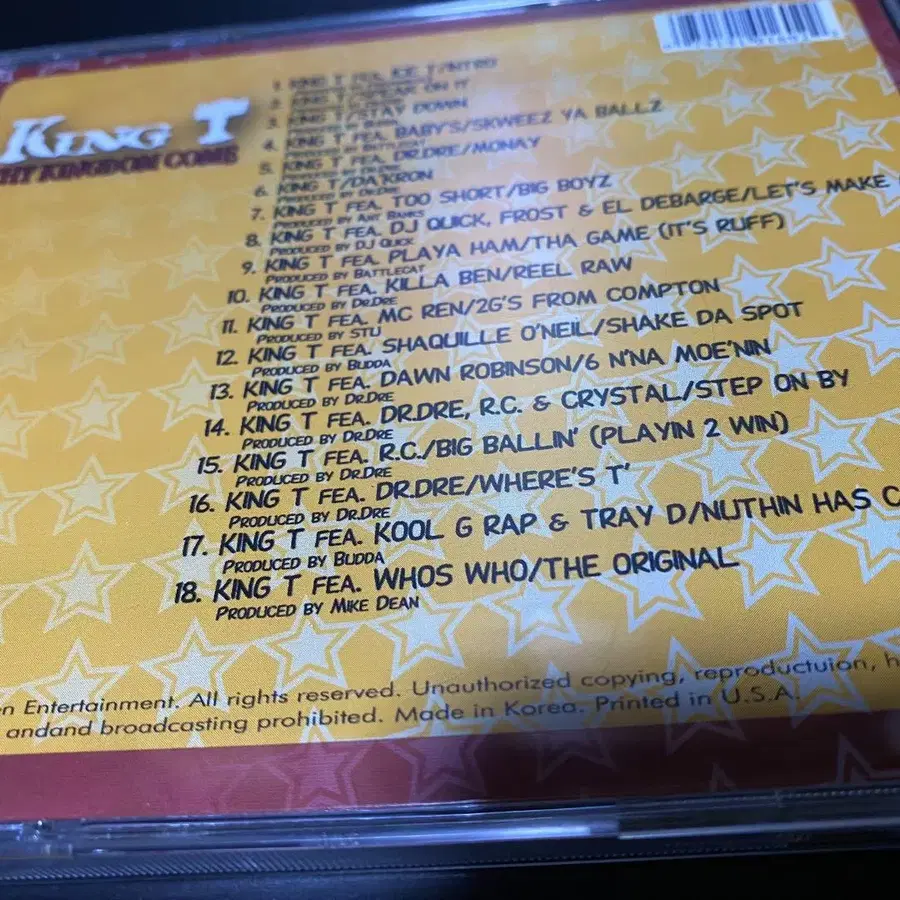 KING T
HY KINGDOM COME
1. KING T FEA. ICE T/INTRO
2. KING T/SPEAK ON IT
3. KING T/STAY DOWN
4. KING T FEA. BABY'S/SKWEEZ YA BALLZ
PRODUCED BY BATTLECAT
5. KING T FEA. DR.DRE/MONAY
6. KING T/DA KRON
PRODUCED BY DR.DRE
7. KING T FEA. TOO SHORT/BIG BOYZ
PRODUCED BY ANT BANKS
8. KING T FEA. DJ QUICK, FROST & EL DEBARGE/LET'S MAKE
PRODUCED BY DJ QUICK
9. KING T FEA. PLAYA HAM/THA GAME (IT'S RUFF)
PRODUCED BY BATTLECAT
10. KING T FEA. KILLA BEN/REEL RAW
PRODUCED BY DR.DRE
11. KING T FEA. MC REN/2G'S FROM COMPTON
PRODUCED BY STU
12. KING T FEA. SHAQUILLE O'NEIL/SHAKE DA SPOT
PRODUCED BY BUDDA
13. KING T FEA. DAWN ROBINSON/6 N'NA MOE'NIN
PRODUCED BY DR.DRE
14. KING T FEA. DR.DRE, R.C. & CRYSTAL/STEP ON BY
PRODUCED BY DR.DRE
15. KING T FEA. R.C./BIG BALLIN' (PLAYIN 2 WIN)
PRODUCED BY DR.DRE
16. KING T FEA. DR.DRE/WHERE'S T'
PRODUCED BY DR.DRE
17. KING T FEA. KOOL G RAP & TRAY D/NUTHIN HAS C
PRODUCED BY BUDDA
18. KING T FEA. WHOS WHO/THE ORIGINAL
PRODUCED BY MIKE DEAN
n Entertainment. All rights reserved. Unauthorized copying, reproductuion, h
andand broadcasting prohibited. Made in Korea. Printed in U.S.A.